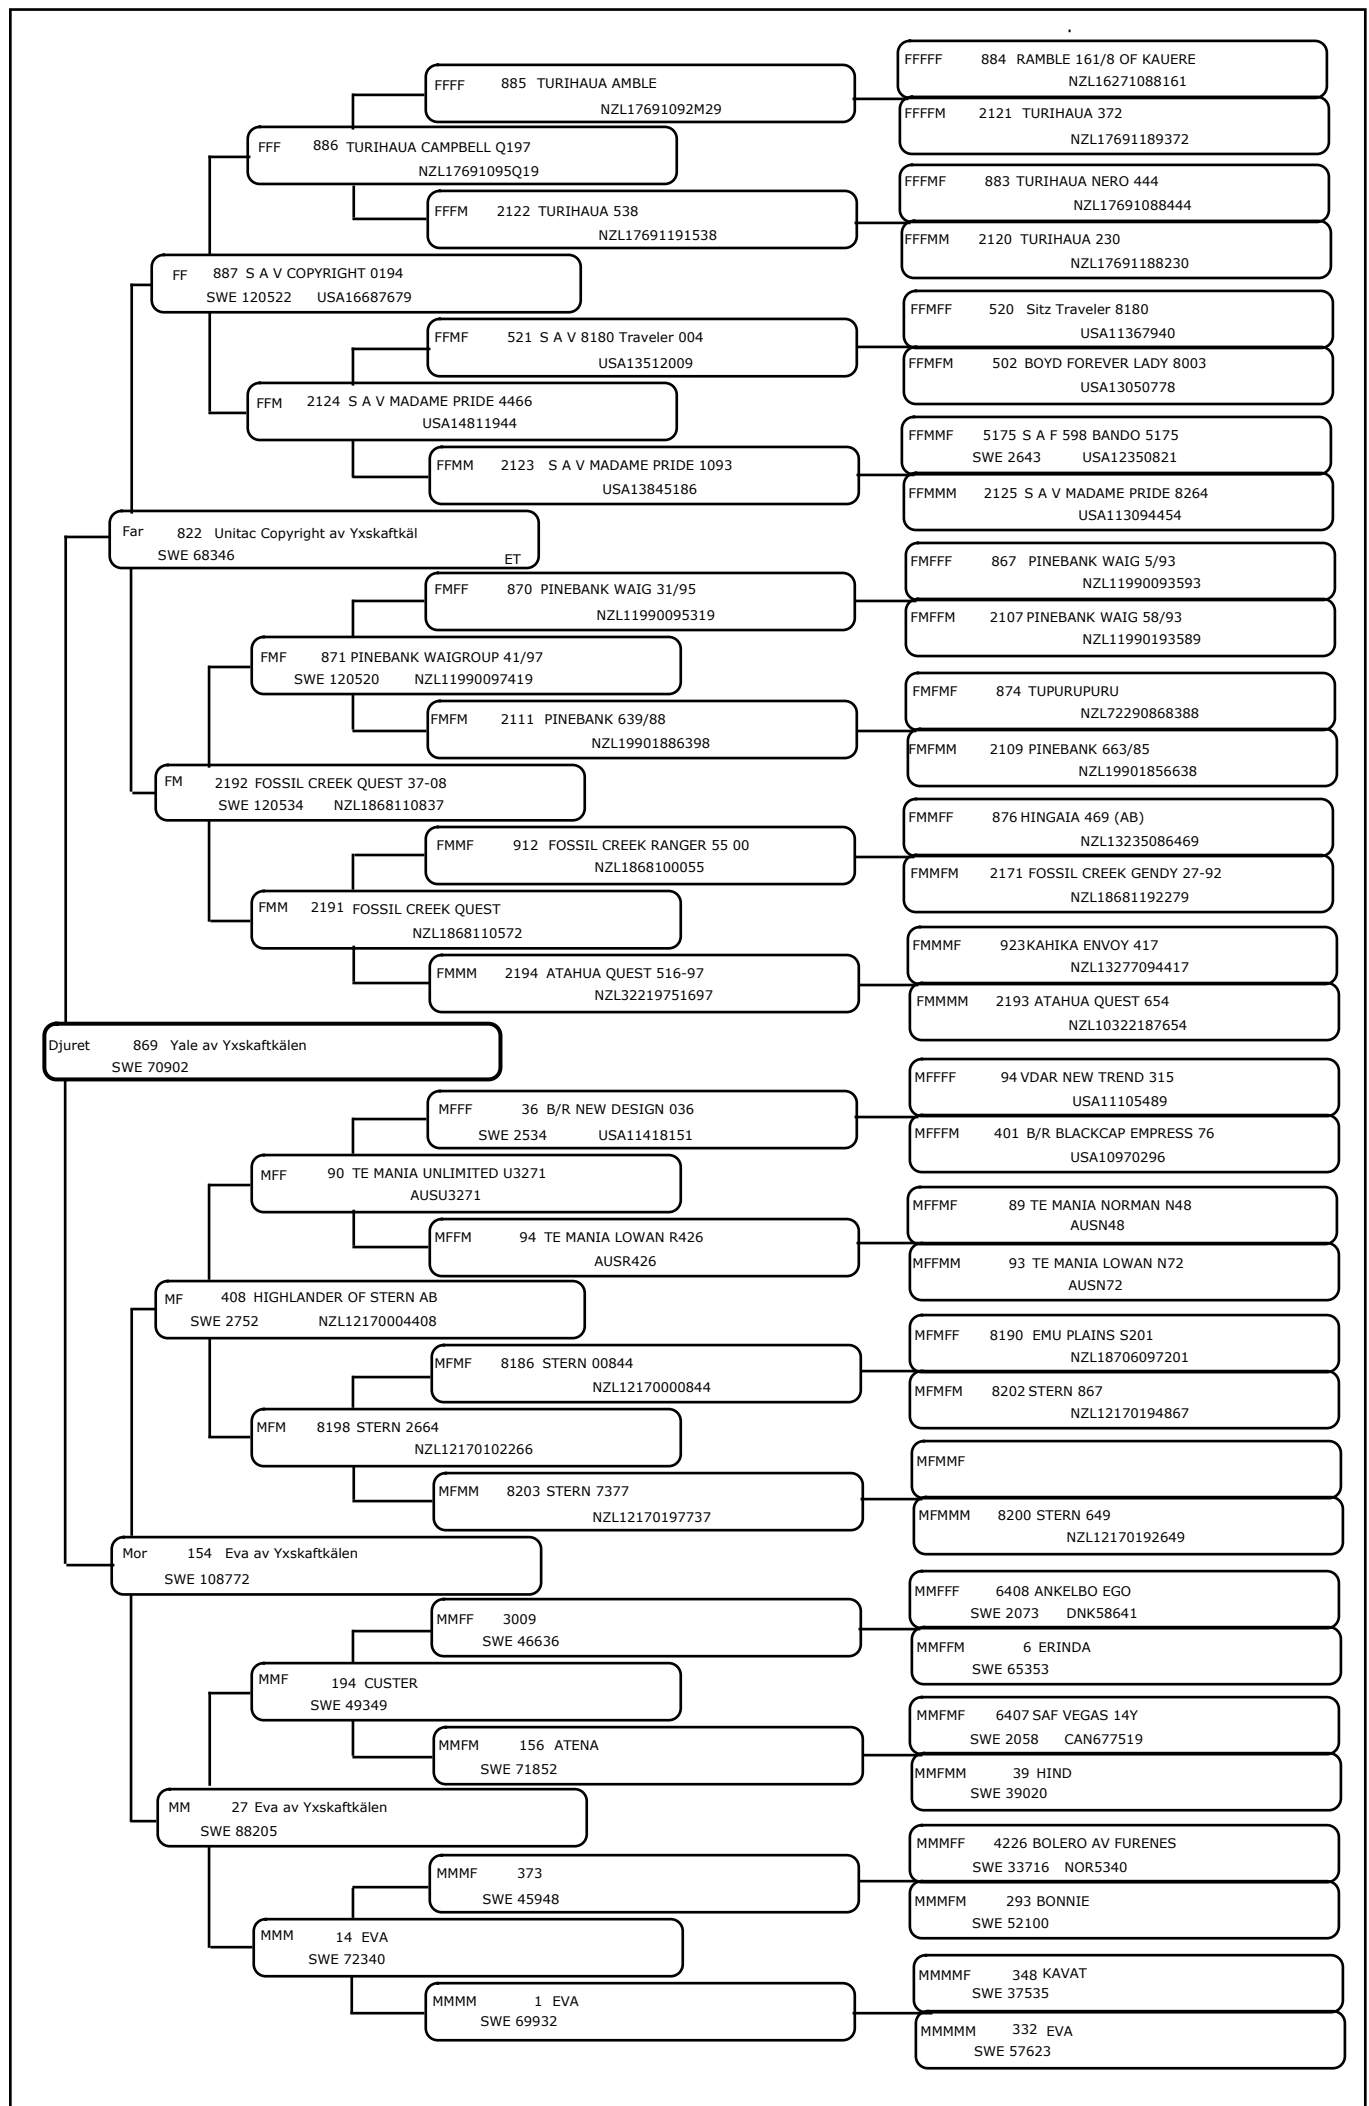 FFFFF 884 RAMBLE 161/8 OF KAUERE
NZL16271088161
FFFF 885 TURIHAUA AMBLE
NZL17691092M29
FFFFM 2121 TURIHAUA 372
NZL17691189372
FFF 886 TURIHAUA CAMPBELL Q197
NZL17691095Q19
FFFMF 883 TURIHAUA NERO 444
NZL17691088444
FFFM 2122 TURIHAUA 538
NZL17691191538
FFFMM 2120 TURIHAUA 230
NZL17691188230
FF 887 S A V COPYRIGHT 0194
SWE 120522 USA16687679
FFMFF 520 Sitz Traveler 8180
USA11367940
FFMF 521 S A V 8180 Traveler 004
USA13512009
FFMFM 502 BOYD FOREVER LADY 8003
USA13050778
FFM 2124 S A V MADAME PRIDE 4466
USA14811944
FFMMF 5175 S A F 598 BANDO 5175
SWE 2643 USA12350821
FFMM 2123 S A V MADAME PRIDE 1093
USA13845186
FFMMM 2125 S A V MADAME PRIDE 8264
USA113094454
Far 822 Unitac Copyright av Yxskaftkäl
SWE 68346 ET
FMFFF 867 PINEBANK WAIG 5/93
NZL11990093593
FMFF 870 PINEBANK WAIG 31/95
NZL11990095319
FMFFM 2107 PINEBANK WAIG 58/93
NZL11990193589
FMF 871 PINEBANK WAIGROUP 41/97
SWE 120520 NZL11990097419
FMFMF 874 TUPURUPURU
NZL72290868388
FMFM 2111 PINEBANK 639/88
NZL19901886398
FMFMM 2109 PINEBANK 663/85
NZL19901856638
FM 2192 FOSSIL CREEK QUEST 37-08
SWE 120534 NZL1868110837
FMMFF 876 HINGAIA 469 (AB)
NZL13235086469
FMMF 912 FOSSIL CREEK RANGER 55 00
NZL1868100055
FMMFM 2171 FOSSIL CREEK GENDY 27-92
NZL18681192279
FMM 2191 FOSSIL CREEK QUEST
NZL1868110572
FMMMF 923 KAHIKA ENVOY 417
NZL13277094417
FMMM 2194 ATAHUA QUEST 516-97
NZL32219751697
FMMMM 2193 ATAHUA QUEST 654
NZL10322187654
Djuret 869 Yale av Yxskaftkälen
SWE 70902
MFFFF 94 VDAR NEW TREND 315
USA11105489
MFFF 36 B/R NEW DESIGN 036
SWE 2534 USA11418151
MFFFM 401 B/R BLACKCAP EMPRESS 76
USA10970296
MFF 90 TE MANIA UNLIMITED U3271
AUSU3271
MFFMF 89 TE MANIA NORMAN N48
AUSN48
MFFM 94 TE MANIA LOWAN R426
AUSR426
MFFMM 93 TE MANIA LOWAN N72
AUSN72
MF 408 HIGHLANDER OF STERN AB
SWE 2752 NZL12170004408
MFMFF 8190 EMU PLAINS S201
NZL18706097201
MFMF 8186 STERN 00844
NZL12170000844
MFMFM 8202 STERN 867
NZL12170194867
MFM 8198 STERN 2664
NZL12170102266
MFMMF
MFMM 8203 STERN 7377
NZL12170197737
MFMMM 8200 STERN 649
NZL12170192649
Mor 154 Eva av Yxskaftkälen
SWE 108772
MMFFF 6408 ANKELBO EGO
SWE 2073 DNK58641
MMFF 3009
SWE 46636
MMFFM 6 ERINDA
SWE 65353
MMF 194 CUSTER
SWE 49349
MMFMF 6407 SAF VEGAS 14Y
SWE 2058 CAN677519
MMFM 156 ATENA
SWE 71852
MMFMM 39 HIND
SWE 39020
MM 27 Eva av Yxskaftkälen
SWE 88205
MMMFF 4226 BOLERO AV FURENES
SWE 33716 NOR5340
MMMF 373
SWE 45948
MMMFM 293 BONNIE
SWE 52100
MMM 14 EVA
SWE 72340
MMMMF 348 KAVAT
SWE 37535
MMMM 1 EVA
SWE 69932
MMMMM 332 EVA
SWE 57623